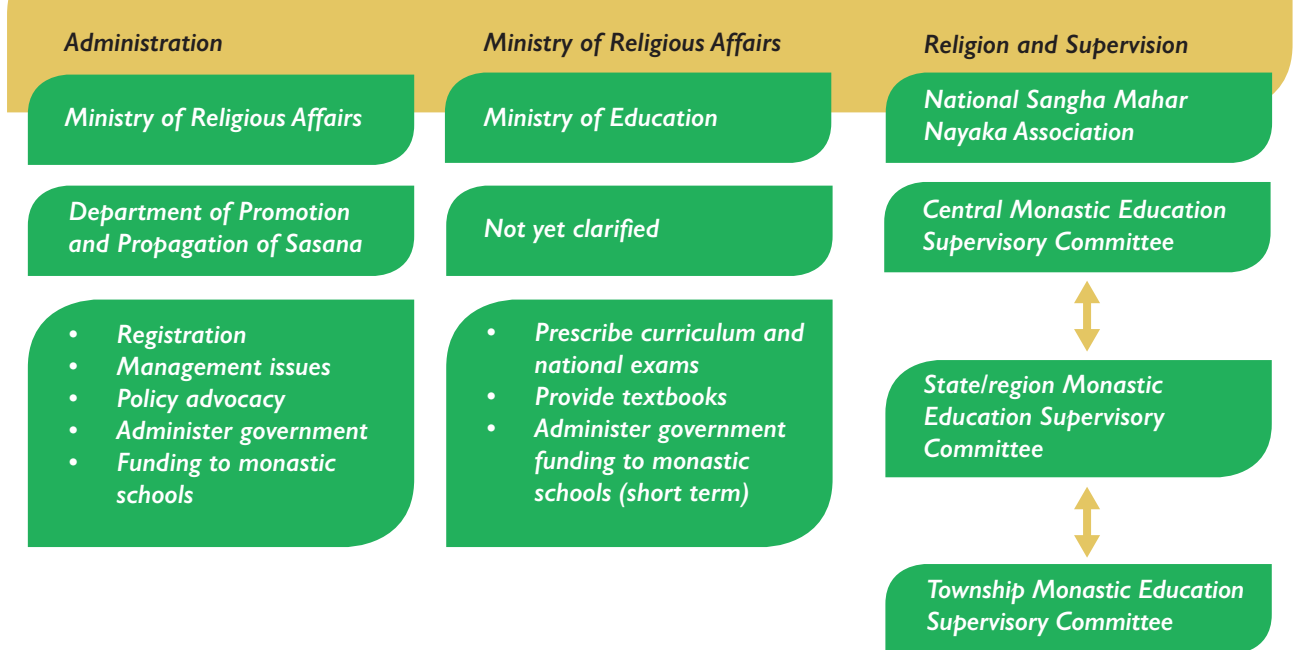 Administration
Ministry of Religious Affairs
Department of Promotion
and Propagation of Sasana
• Registration
• Management issues
• Policy advocacy
• Administer government
• Funding to monastic
schools
Ministry of Religious Affairs
Ministry of Education
Not yet clarified
• Prescribe curriculum and
national exams
• Provide textbooks
• Administer government
funding to monastic
schools (short term)
Religion and Supervision
National Sangha Mahar
Nayaka Association
Central Monastic Education
Supervisory Committee
State/region Monastic
Education Supervisory
Committee
Township Monastic Education
Supervisory Committee